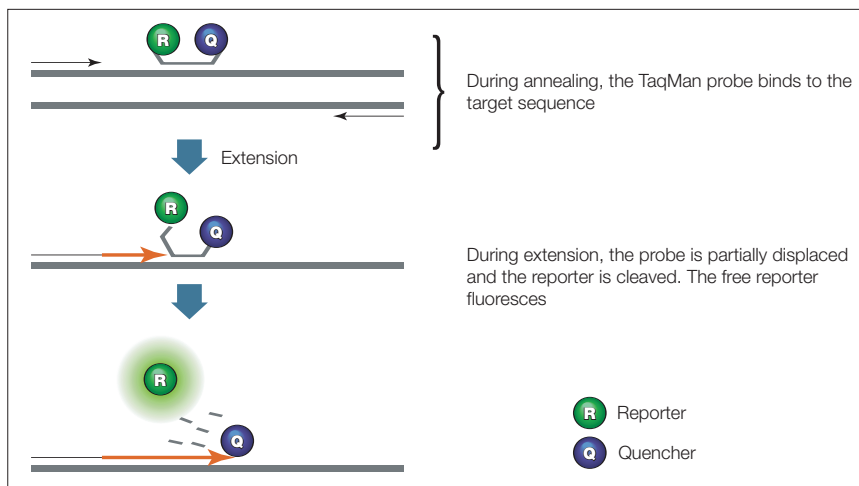 R Q
During annealing, the TaqMan probe binds to the
target sequence
Extension
R
Q
During extension, the probe is partially displaced
and the reporter is cleaved. The free reporter
fluoresces
R
Q
R Reporter
Q Quencher